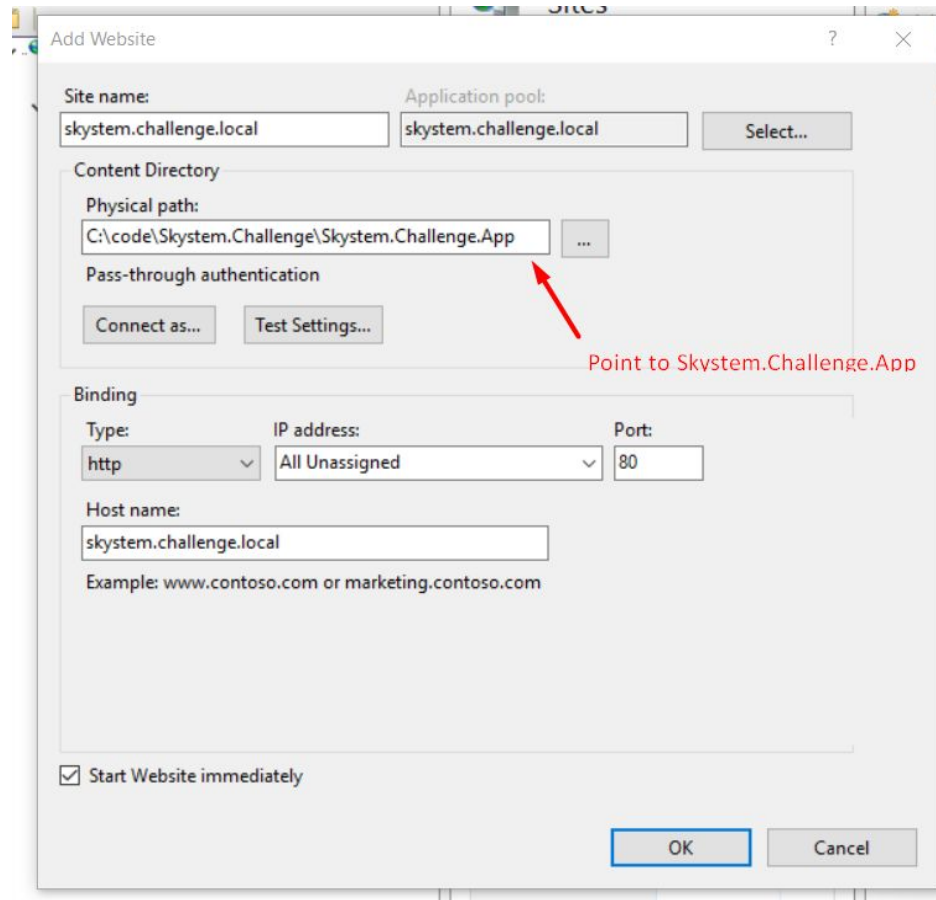 Sites
Add Website
Site name:
Application pool:
skystem.challenge.local
skystem.challenge.local
Select...
Content Directory
Physical path:
C:\code\Skystem.Challenge\Skystem.Challenge.App
...
Pass-through authentication
Connect as...
Test Settings...
Point to Skystem.Challenge.App
Binding
Type:
IP address:
Port:
http
All Unassigned
80
Host name:
skystem.challenge.local
Example: www.contoso.com or marketing.contoso.com
Start Website immediately
OK
Cancel